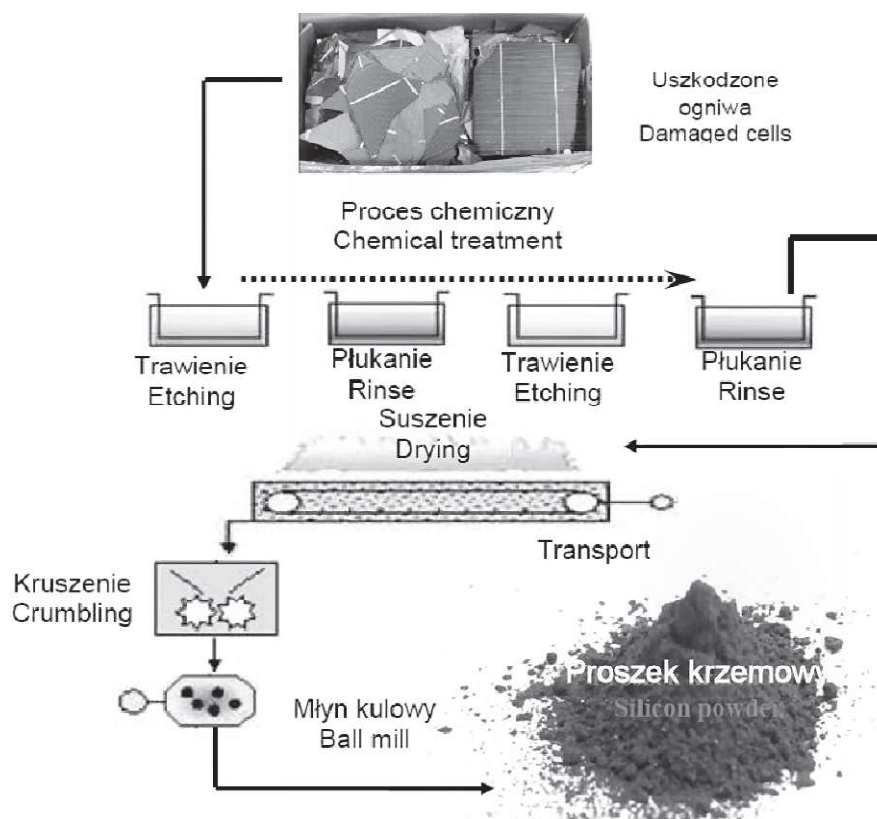 Uszkodzone
ogniwa
Damaged cells
Proces chemiczny
Chemical treatment
Trawienie
Etching
Płukanie
Rinse
Trawienie
Etching
Płukanie
Rinse
Suszenie
Drying
Transport
Kruszenie
Crumbling
Proszek krzemowy
Silicon powder
Młyn kulowy
Ball mill